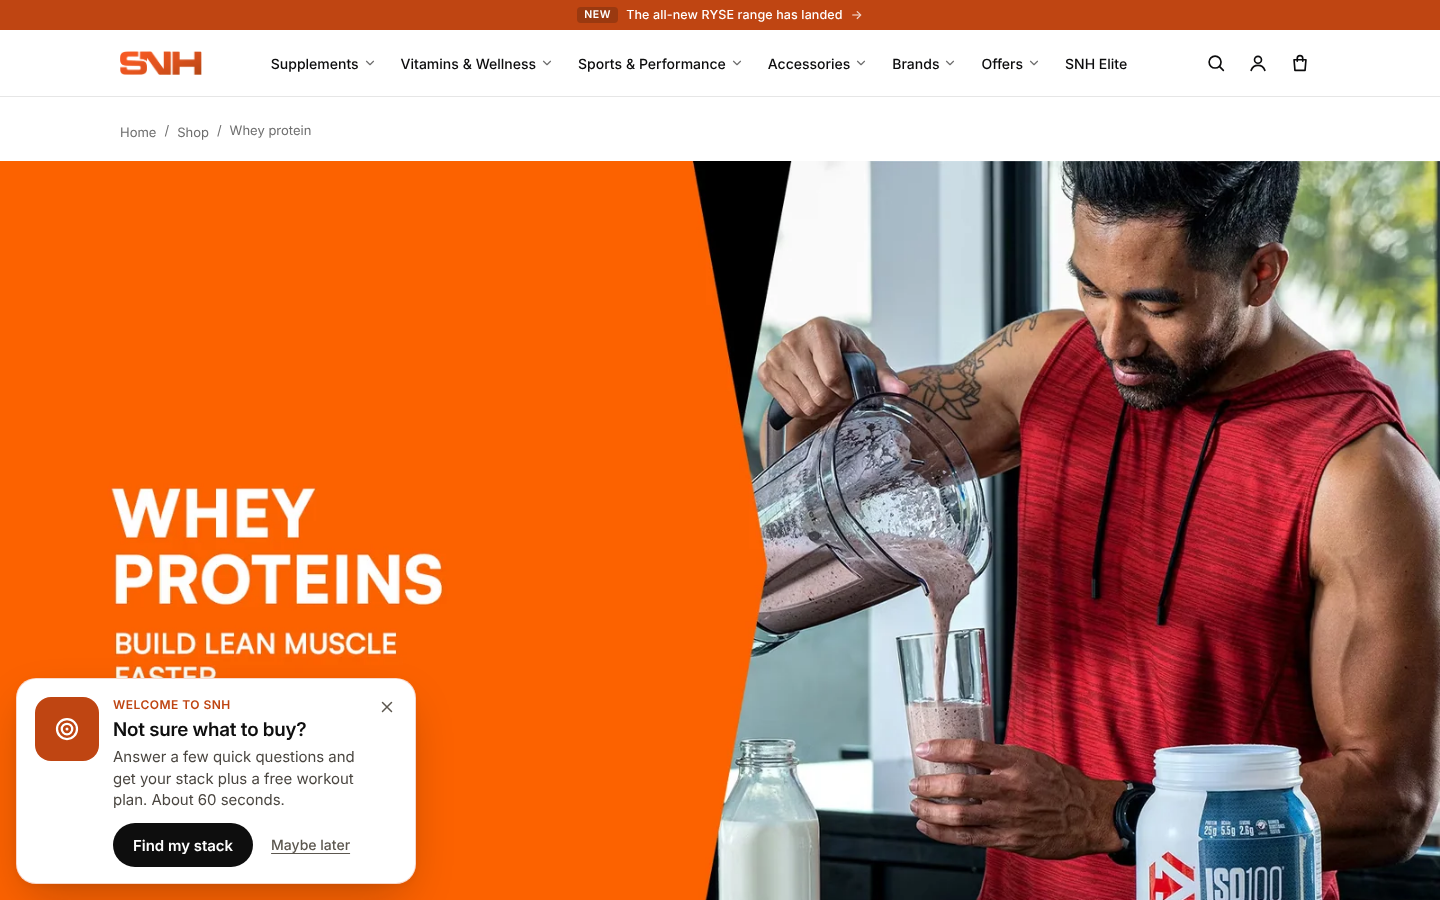 NEW The all-new RYSE range has landed →
SNH Supplements Vitamins & Wellness Sports & Performance Accessories Brands Offers SNH Elite
Home / Shop / Whey protein
WHEY
PROTEINS
BUILD LEAN MUSCLE
FASTER
WELCOME TO SNH
Not sure what to buy?
Answer a few quick questions and
get your stack plus a free workout
plan. About 60 seconds.
Find my stack Maybe later
25g 5.5g 2.6g
ISO100